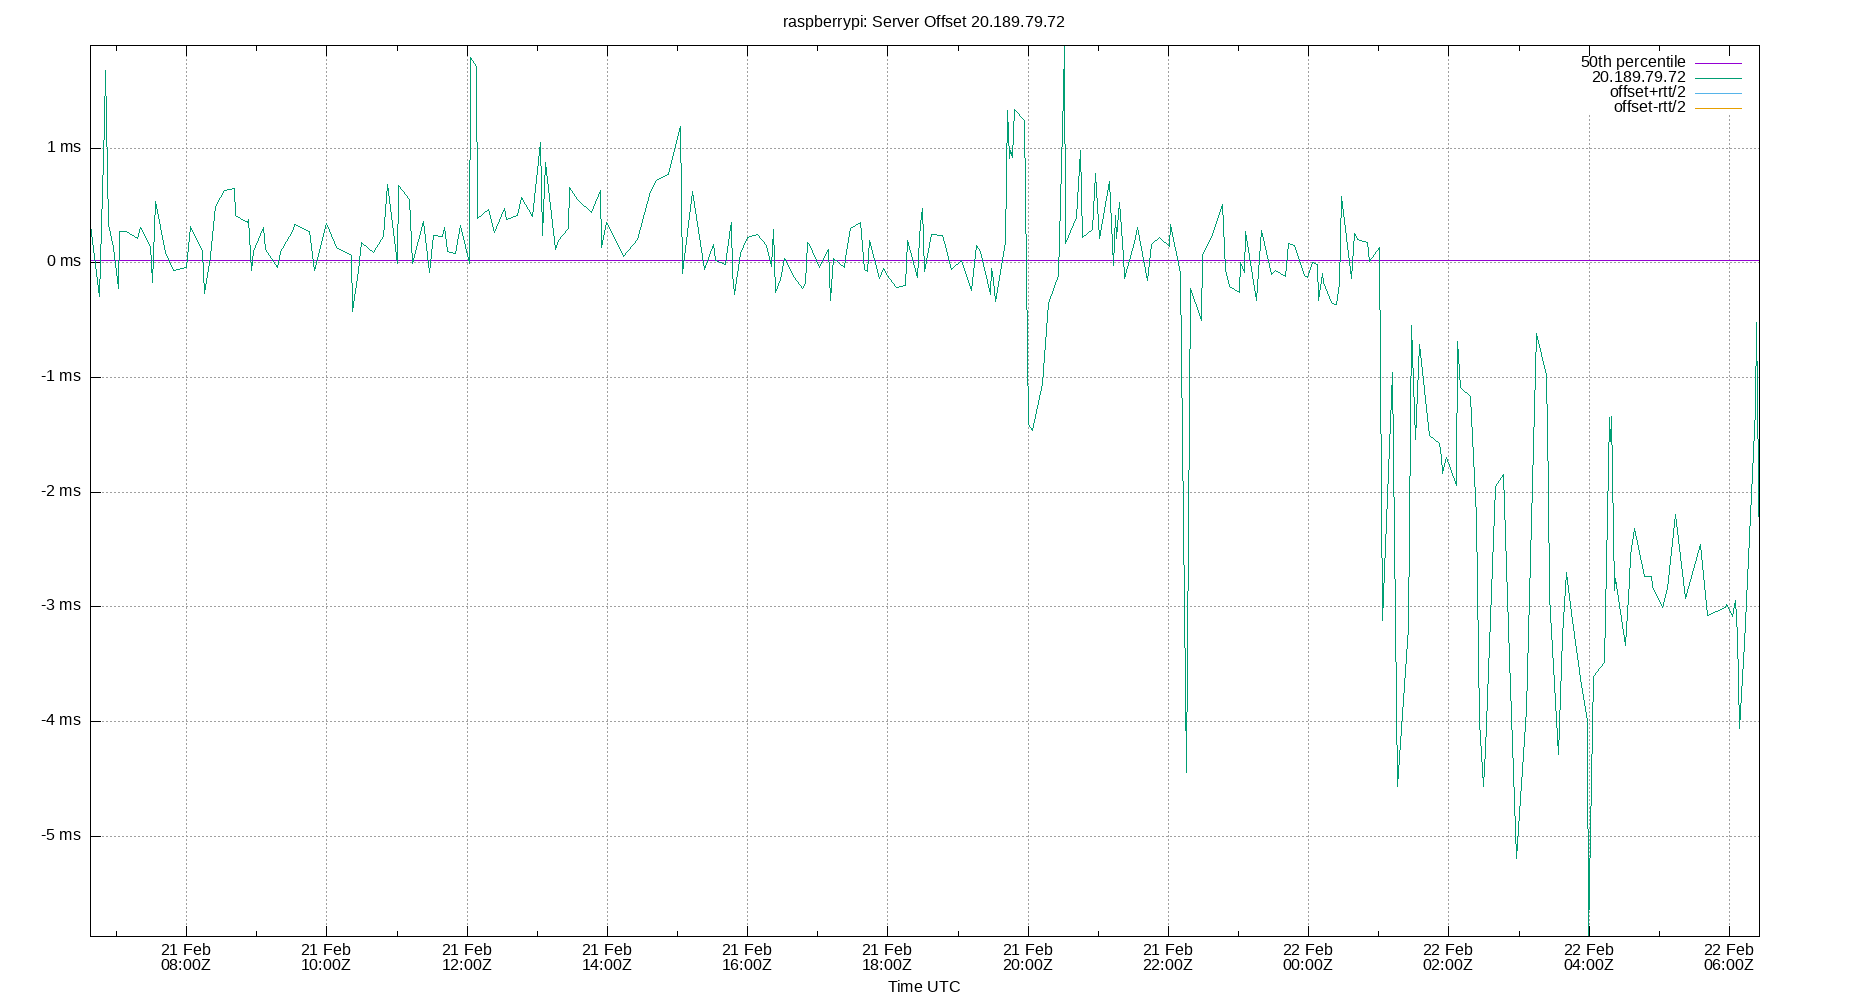 raspberrypi: Server Offset 20.189.79.72
50th percentile
20.189.79.72
offset+rtt/2
offset-rtt/2
1 ms
0 ms
-1 ms
-2 ms
-3 ms
-4 ms
-5 ms
21 Feb 21 Feb 21 Feb 21 Feb 21 Feb 21 Feb 21 Feb 21 Feb 22 Feb 22 Feb 22 Feb 22 Feb
08:00Z 10:00Z 12:00Z 14:00Z 16:00Z 18:00Z 20:00Z 22:00Z 00:00Z 02:00Z 04:00Z 06:00Z
Time UTC